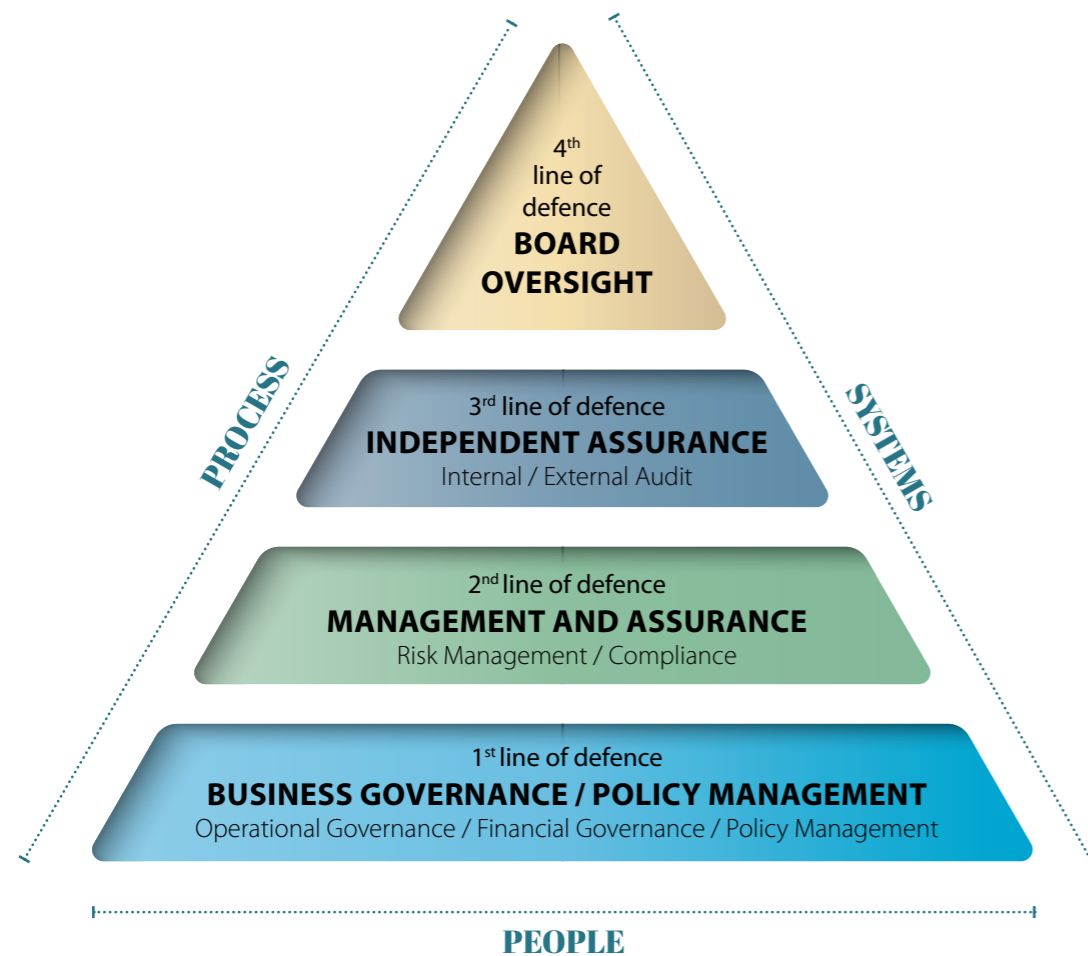 4th
line of
defence
BOARD
OVERSIGHT
PROCESS
SYSTEMS
3rd line of defence
INDEPENDENT ASSURANCE
Internal / External Audit
2nd line of defence
MANAGEMENT AND ASSURANCE
Risk Management / Compliance
1st line of defence
BUSINESS GOVERNANCE / POLICY MANAGEMENT
Operational Governance / Financial Governance / Policy Management
PEOPLE